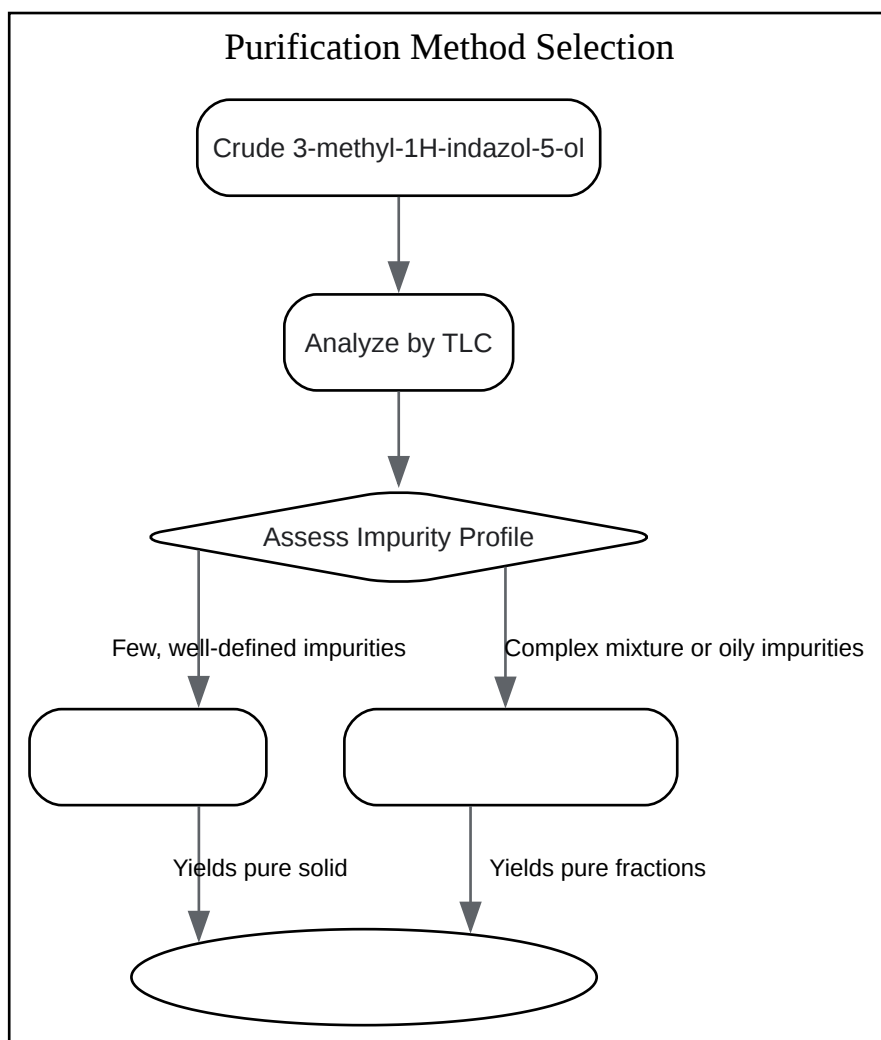 Purification Method Selection
Crude 3-methyl-1H-indazol-5-ol
Analyze by TLC
Assess Impurity Profile
Few, well-defined impurities
Complex mixture or oily impurities
Yields pure solid
Yields pure fractions